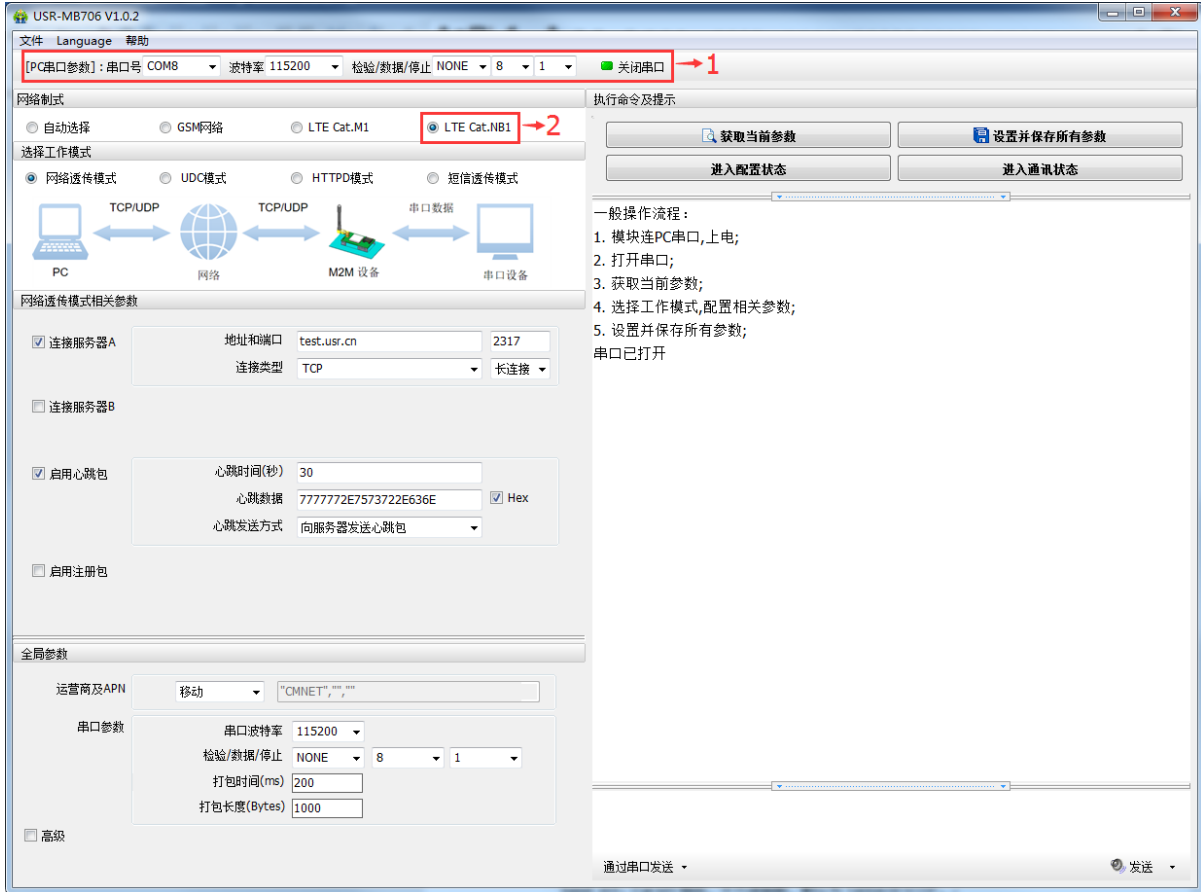 USR-MB706 V1.0.2
文件 Language 帮助
[PC串口参数]：串口号 COM8 波特率 115200 检验/数据/停止 NONE 8 1 关闭串口 1
网络制式
自动选择 GSM网络 LTE Cat.M1 LTE Cat.NB1 2
选择工作模式
网络透传模式 UDC模式 HTTPD模式 短信透传模式
TCP/UDP TCP/UDP 串口数据
PC 网络 M2M 设备 串口设备
网络透传模式相关参数
连接服务器A 地址和端口 test.usr.cn 2317
连接类型 TCP 长连接
连接服务器B
启用心跳包 心跳时间(秒) 30
心跳数据 7777772E7573722E636E Hex
心跳发送方式 向服务器发送心跳包
启用注册包
全局参数
运营商及APN 移动 "CMNET","",""
串口参数 串口波特率 115200
检验/数据/停止 NONE 8 1
打包时间(ms) 200
打包长度(Bytes) 1000
高级
执行命令及提示
获取当前参数 设置并保存所有参数
进入配置状态 进入通讯状态
一般操作流程：
1. 模块连PC串口,上电;
2. 打开串口;
3. 获取当前参数;
4. 选择工作模式,配置相关参数;
5. 设置并保存所有参数;
串口已打开
通过串口发送 发送